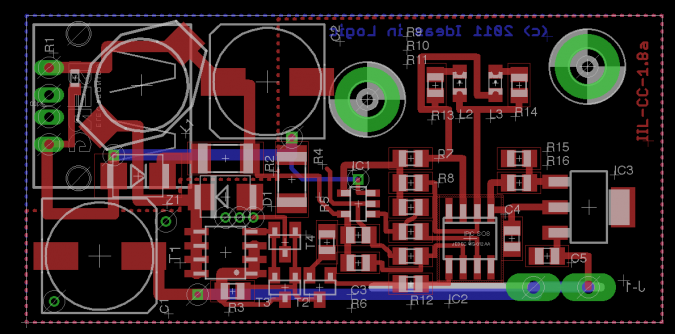 R1
C2
R9
R10
R11
(c) 2011 Ideas in Logi
IIL-CC-1.8a
R13
L2
L3
R14
R2
R4
IC1
R7
R8
R15
R16
IC3
Z1
D1
R5
C4
T1
T4
C5
J-1
C1
R3
T3
T2
C3
R6
R12
IC2